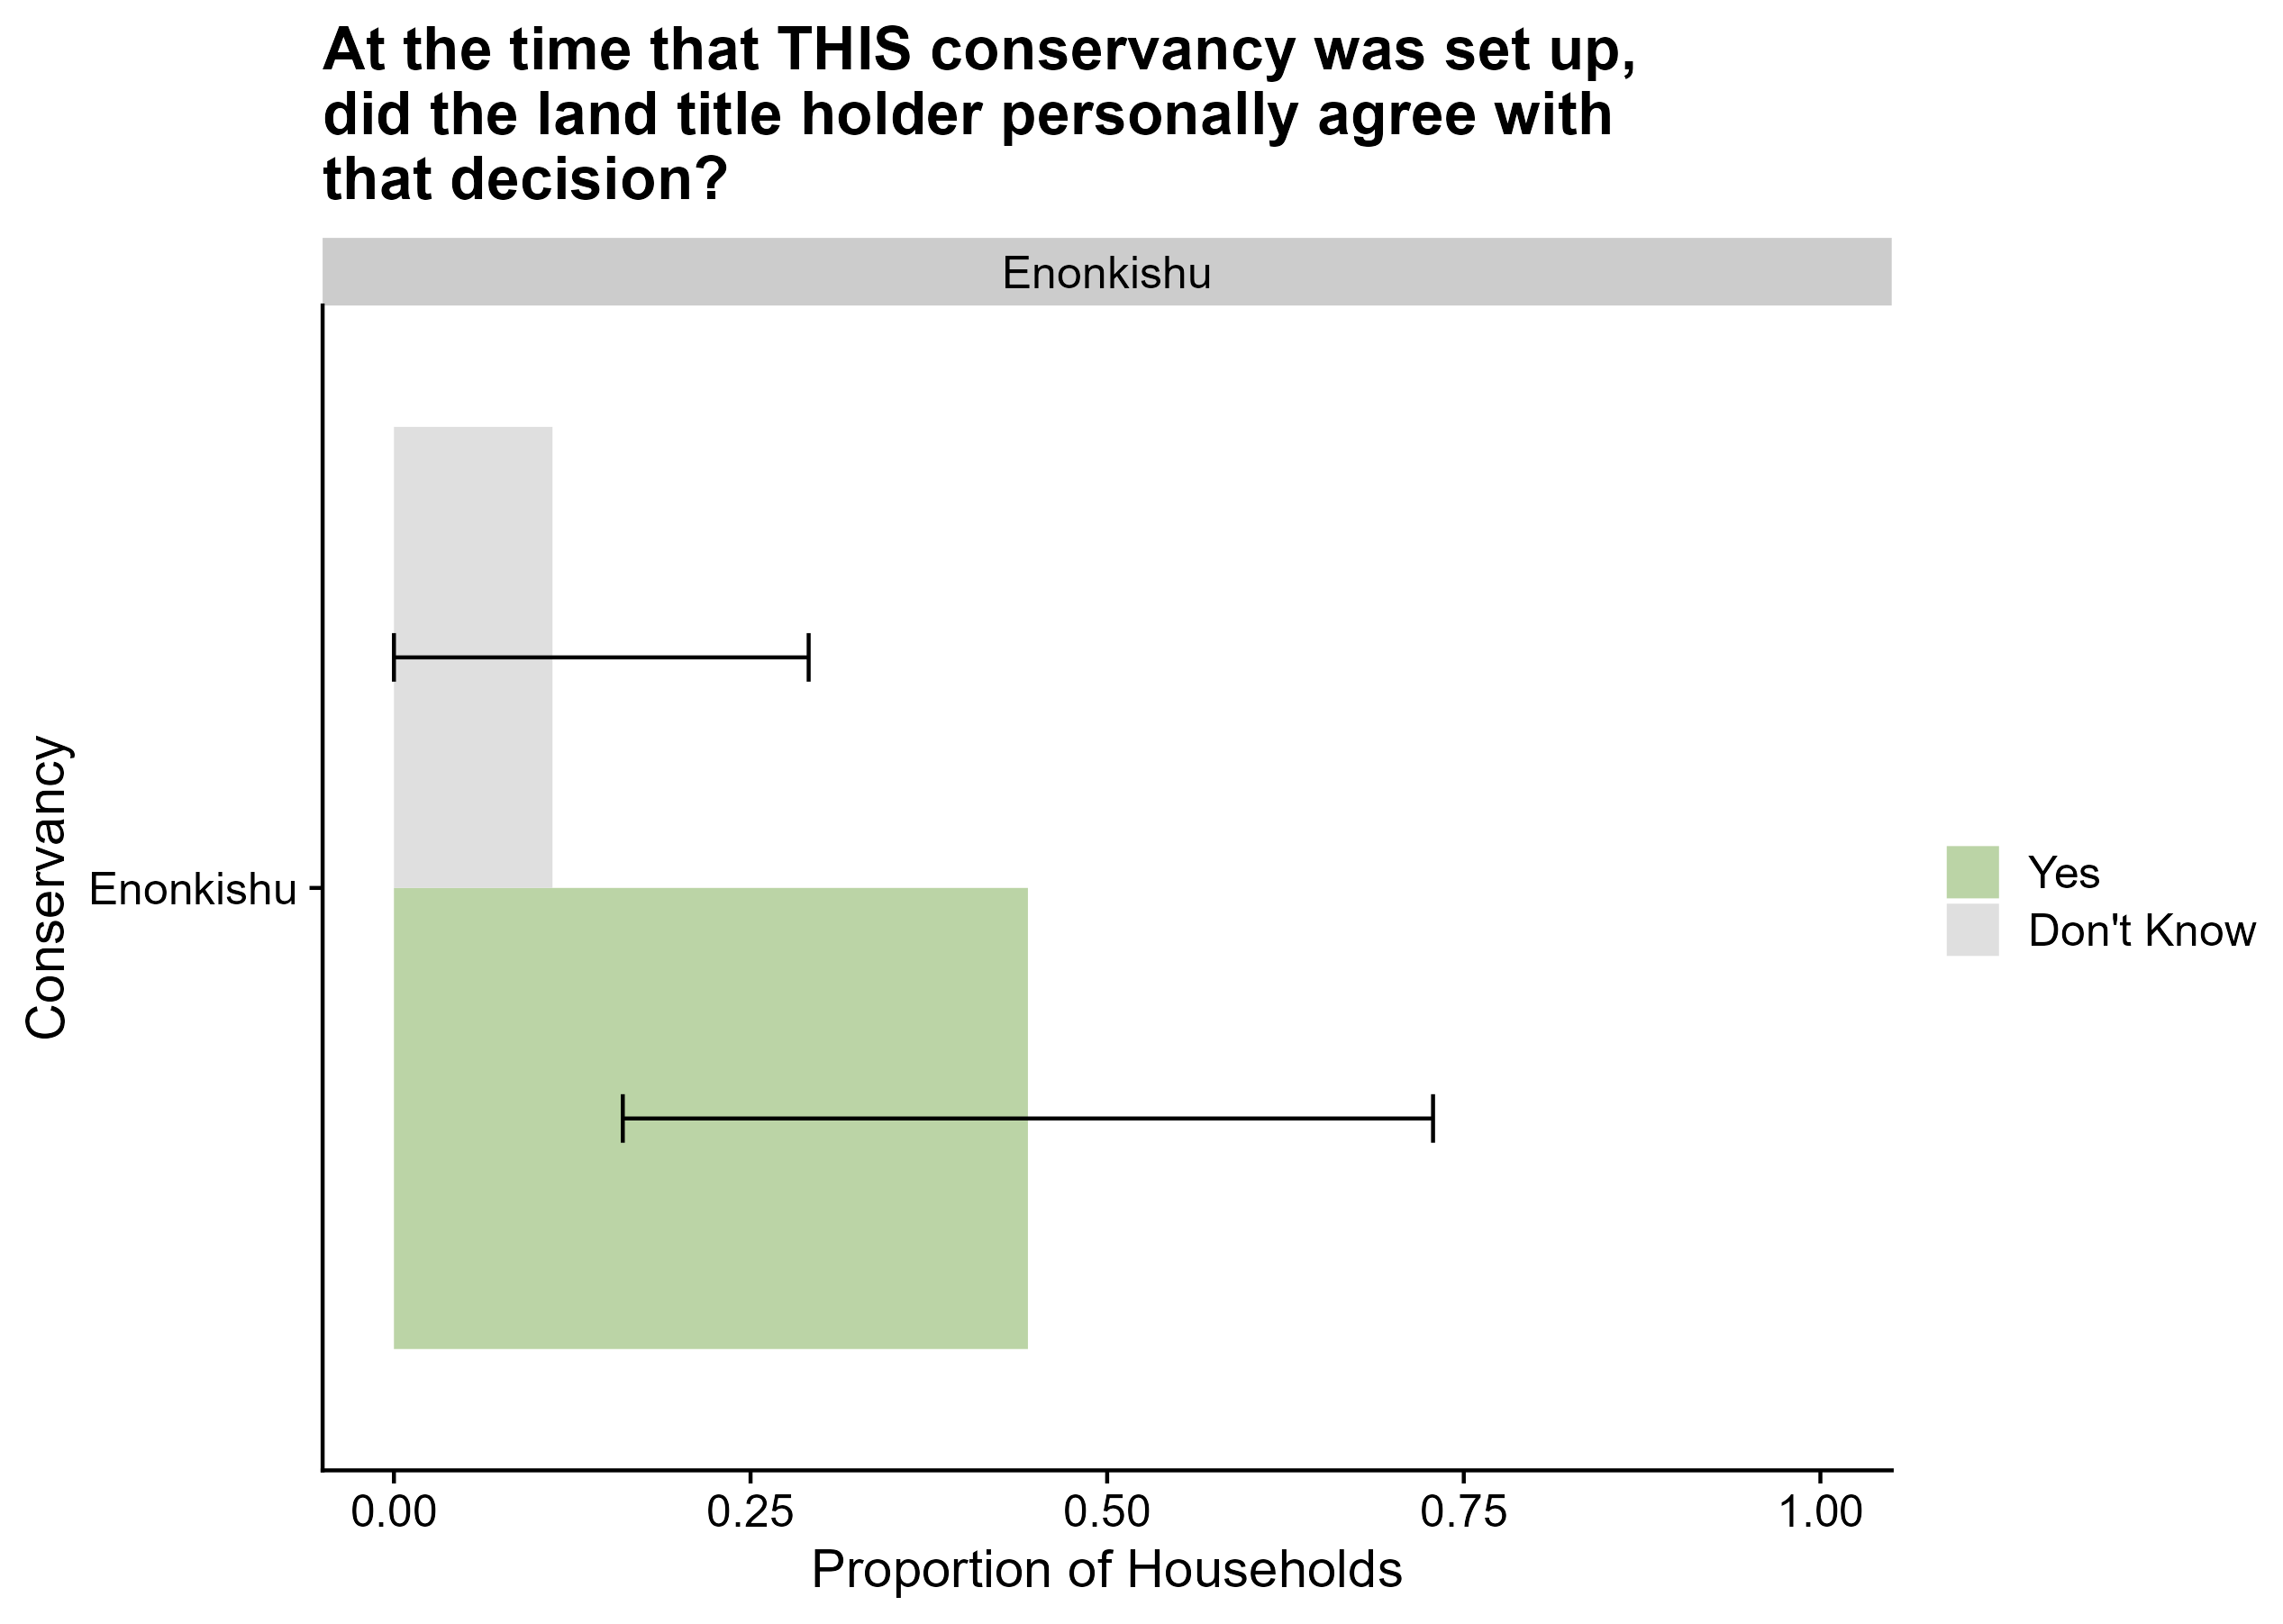 At the time that THIS conservancy was set up,
did the land title holder personally agree with
that decision?
Enonkishu
Conservancy
Enonkishu
Yes
Don't Know
0.00 0.25 0.50 0.75 1.00
Proportion of Households